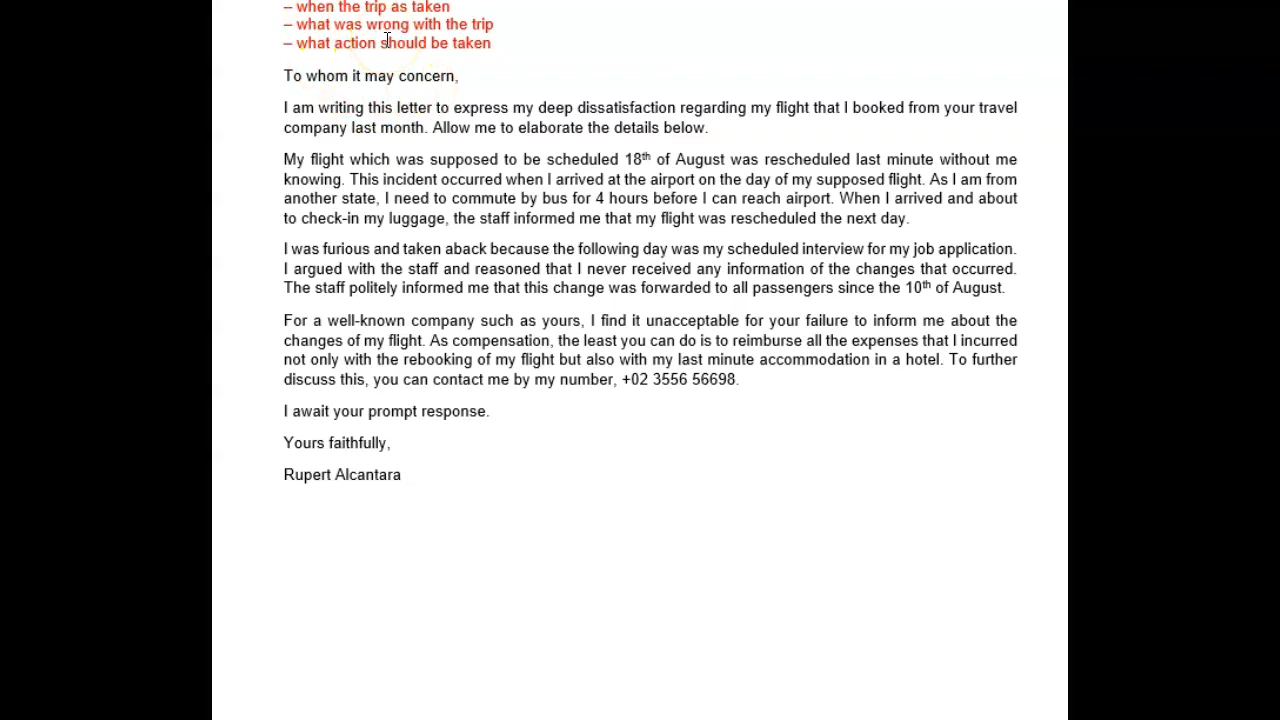 – when the trip as taken
– what was wrong with the trip
– what action should be taken
To whom it may concern,
I am writing this letter to express my deep dissatisfaction regarding my flight that I booked from your travel
company last month. Allow me to elaborate the details below.
My flight which was supposed to be scheduled 18th of August was rescheduled last minute without me
knowing. This incident occurred when I arrived at the airport on the day of my supposed flight. As I am from
another state, I need to commute by bus for 4 hours before I can reach airport. When I arrived and about
to check-in my luggage, the staff informed me that my flight was rescheduled the next day.
I was furious and taken aback because the following day was my scheduled interview for my job application.
I argued with the staff and reasoned that I never received any information of the changes that occurred.
The staff politely informed me that this change was forwarded to all passengers since the 10th of August.
For a well-known company such as yours, I find it unacceptable for your failure to inform me about the
changes of my flight. As compensation, the least you can do is to reimburse all the expenses that I incurred
not only with the rebooking of my flight but also with my last minute accommodation in a hotel. To further
discuss this, you can contact me by my number, +02 3556 56698.
I await your prompt response.
Yours faithfully,
Rupert Alcantara